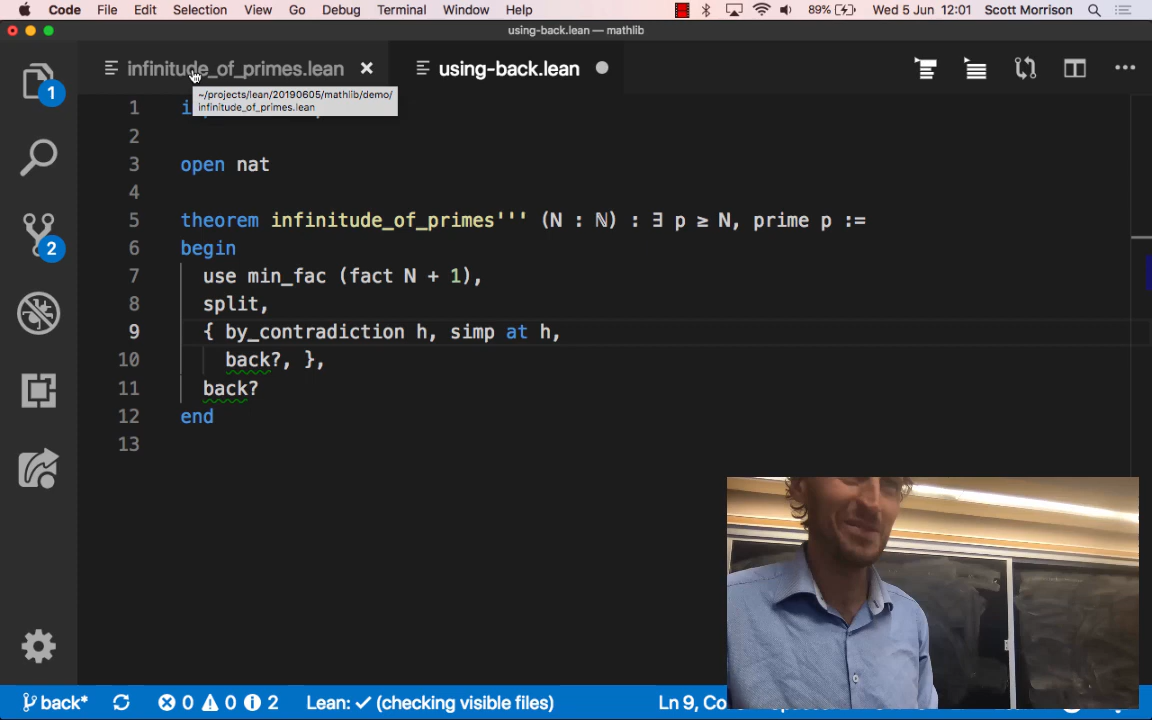 Code File Edit Selection View Go Debug Terminal Window Help 89% Wed 5 Jun 12:01 Scott Morrison
using-back.lean — mathlib
infinitude_of_primes.lean using-back.lean
~/projects/lean/20190605/mathlib/demo/
infinitude_of_primes.lean
1
2
3 open nat
4
5 theorem infinitude_of_primes''' (N : ℕ) : ∃ p ≥ N, prime p :=
6 begin
7 use min_fac (fact N + 1),
8 split,
9 { by_contradiction h, simp at h,
10 back?, },
11 back?
12 end
13
1
2
back* 0 0 2 Lean: ✓ (checking visible files) Ln 9, Co